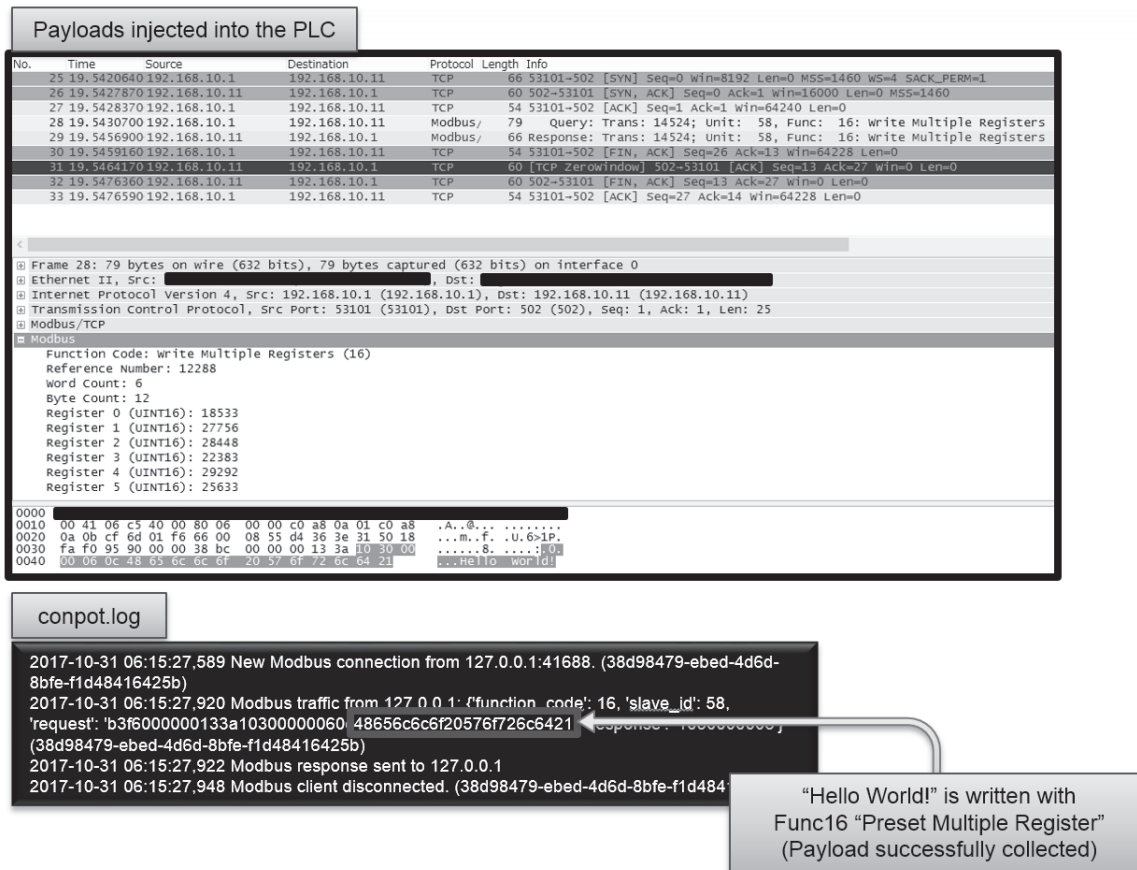 Payloads injected into the PLC
No. Time Source Destination Protocol Length Info
25 19.5420640 192.168.10.1 192.168.10.11 TCP 66 53101→502 [SYN] Seq=0 Win=8192 Len=0 MSS=1460 WS=4 SACK_PERM=1
26 19.5427870 192.168.10.11 192.168.10.1 TCP 60 502→53101 [SYN, ACK] Seq=0 Ack=1 Win=16000 Len=0 MSS=1460
27 19.5428370 192.168.10.1 192.168.10.11 TCP 54 53101→502 [ACK] Seq=1 Ack=1 Win=64240 Len=0
28 19.5430700 192.168.10.1 192.168.10.11 Modbus/ 79 Query: Trans: 14524; Unit: 58, Func: 16: Write Multiple Registers
29 19.5456900 192.168.10.11 192.168.10.1 Modbus/ 66 Response: Trans: 14524; Unit: 58, Func: 16: Write Multiple Registers
30 19.5459160 192.168.10.1 192.168.10.11 TCP 54 53101→502 [FIN, ACK] Seq=26 Ack=13 Win=64228 Len=0
31 19.5464170 192.168.10.11 192.168.10.1 TCP 60 [TCP ZeroWindow] 502→53101 [ACK] Seq=13 Ack=27 Win=0 Len=0
32 19.5476360 192.168.10.11 192.168.10.1 TCP 60 502→53101 [FIN, ACK] Seq=13 Ack=27 Win=0 Len=0
33 19.5476590 192.168.10.1 192.168.10.11 TCP 54 53101→502 [ACK] Seq=27 Ack=14 Win=64228 Len=0
Frame 28: 79 bytes on wire (632 bits), 79 bytes captured (632 bits) on interface 0
Ethernet II, Src: , Dst:
Internet Protocol Version 4, Src: 192.168.10.1 (192.168.10.1), Dst: 192.168.10.11 (192.168.10.11)
Transmission Control Protocol, Src Port: 53101 (53101), Dst Port: 502 (502), Seq: 1, Ack: 1, Len: 25
Modbus/TCP
Modbus
Function Code: Write Multiple Registers (16)
Reference Number: 12288
Word Count: 6
Byte Count: 12
Register 0 (UINT16): 18533
Register 1 (UINT16): 27756
Register 2 (UINT16): 28448
Register 3 (UINT16): 22383
Register 4 (UINT16): 29292
Register 5 (UINT16): 25633
0000
0010 00 41 06 c5 40 00 80 06 00 00 c0 a8 0a 01 c0 a8 .A..@... ........
0020 0a 0b cf 6d 01 f6 66 00 08 55 d4 36 3e 31 50 18 ...m..f. .U.6>1P.
0030 fa f0 95 90 00 00 38 bc 00 00 00 13 3a 10 30 00 ......8. ....:.0.
0040 00 06 0c 48 65 6c 6c 6f 20 57 6f 72 6c 64 21 ...Hello World!
conpot.log
2017-10-31 06:15:27,589 New Modbus connection from 127.0.0.1:41688. (38d98479-ebed-4d6d-
8bfe-f1d48416425b)
2017-10-31 06:15:27,920 Modbus traffic from 127.0.0.1: {'function_code': 16, 'slave_id': 58,
'request': 'b3f6000000133a10300000060 48656c6c6f20576f726c6421
(38d98479-ebed-4d6d-8bfe-f1d48416425b)
2017-10-31 06:15:27,922 Modbus response sent to 127.0.0.1
2017-10-31 06:15:27,948 Modbus client disconnected. (38d98479-ebed-4d6d-8bfe-f1d484
"Hello World!" is written with
Func16 "Preset Multiple Register"
(Payload successfully collected)